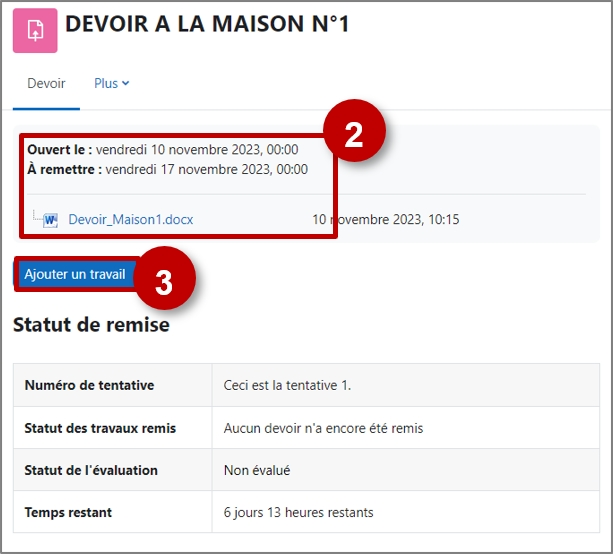 DEVOIR A LA MAISON N°1
Devoir Plus
2
Ouvert le : vendredi 10 novembre 2023, 00:00
À remettre : vendredi 17 novembre 2023, 00:00
Devoir_Maison1.docx 10 novembre 2023, 10:15
Ajouter un travail 3
Statut de remise
Numéro de tentative Ceci est la tentative 1.
Statut des travaux remis Aucun devoir n'a encore été remis
Statut de l'évaluation Non évalué
Temps restant 6 jours 13 heures restants